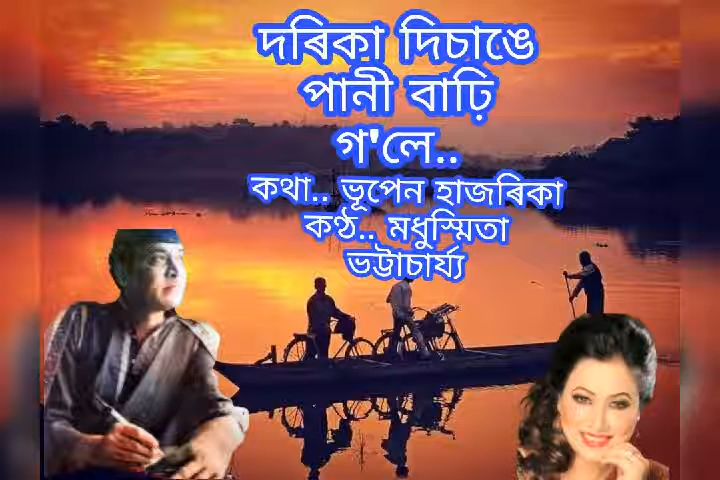 দৰিকা দিচাঙে
পানী বাঢ়ি
গ'লে..
কথা.. ভূপেন হাজৰিকা
কণ্ঠ.. মধুস্মিতা
ভট্টাচাৰ্য্য